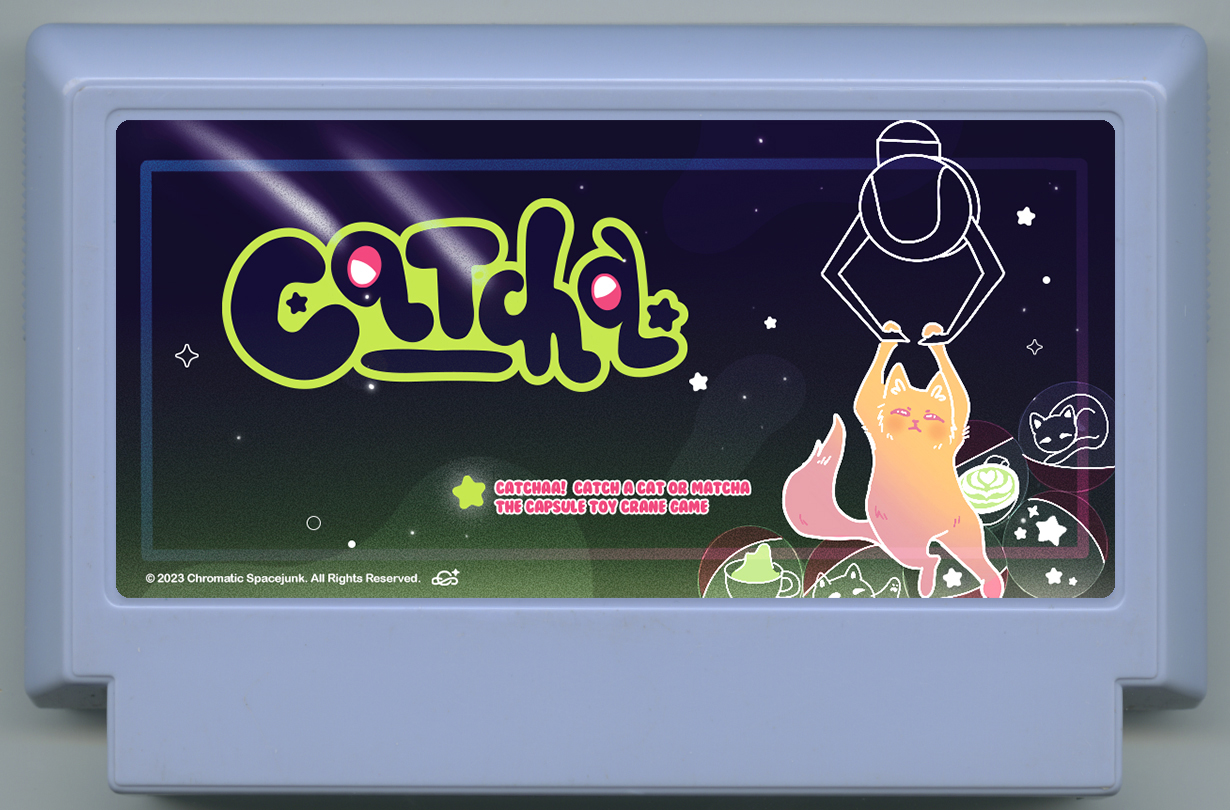 CaTcha
CATCHAA! CATCH A CAT OR MATCHA
THE CAPSULE TOY CRANE GAME
© 2023 Chromatic Spacejunk. All Rights Reserved.